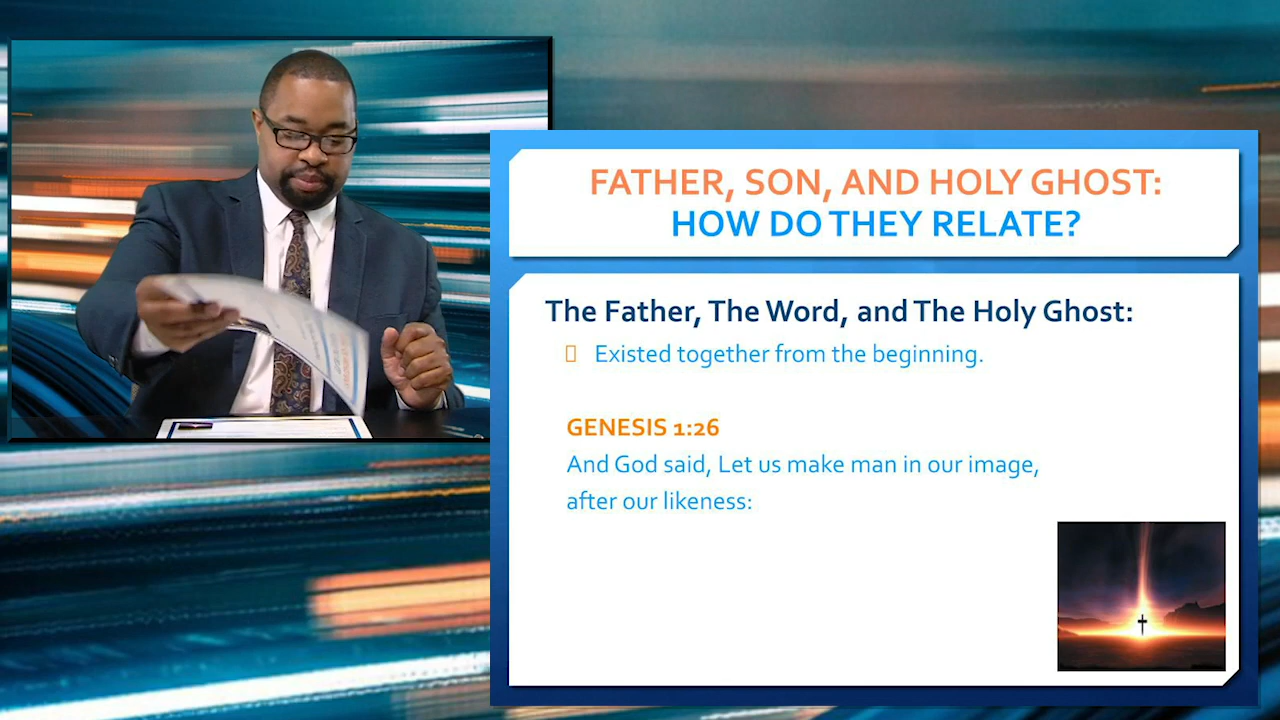 FATHER, SON, AND HOLY GHOST:
HOW DO THEY RELATE?
The Father, The Word, and The Holy Ghost:
Existed together from the beginning.
GENESIS 1:26
And God said, Let us make man in our image,
after our likeness: